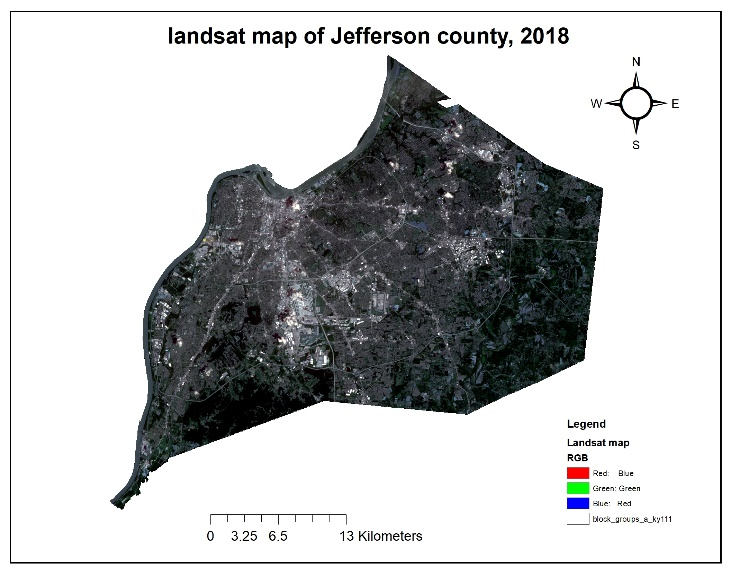 landsat map of Jefferson county, 2018
N
W E
S
Legend
Landsat map
RGB
Red: Blue
Green: Green
Blue: Red
block_groups_a_ky111
0 3.25 6.5 13 Kilometers